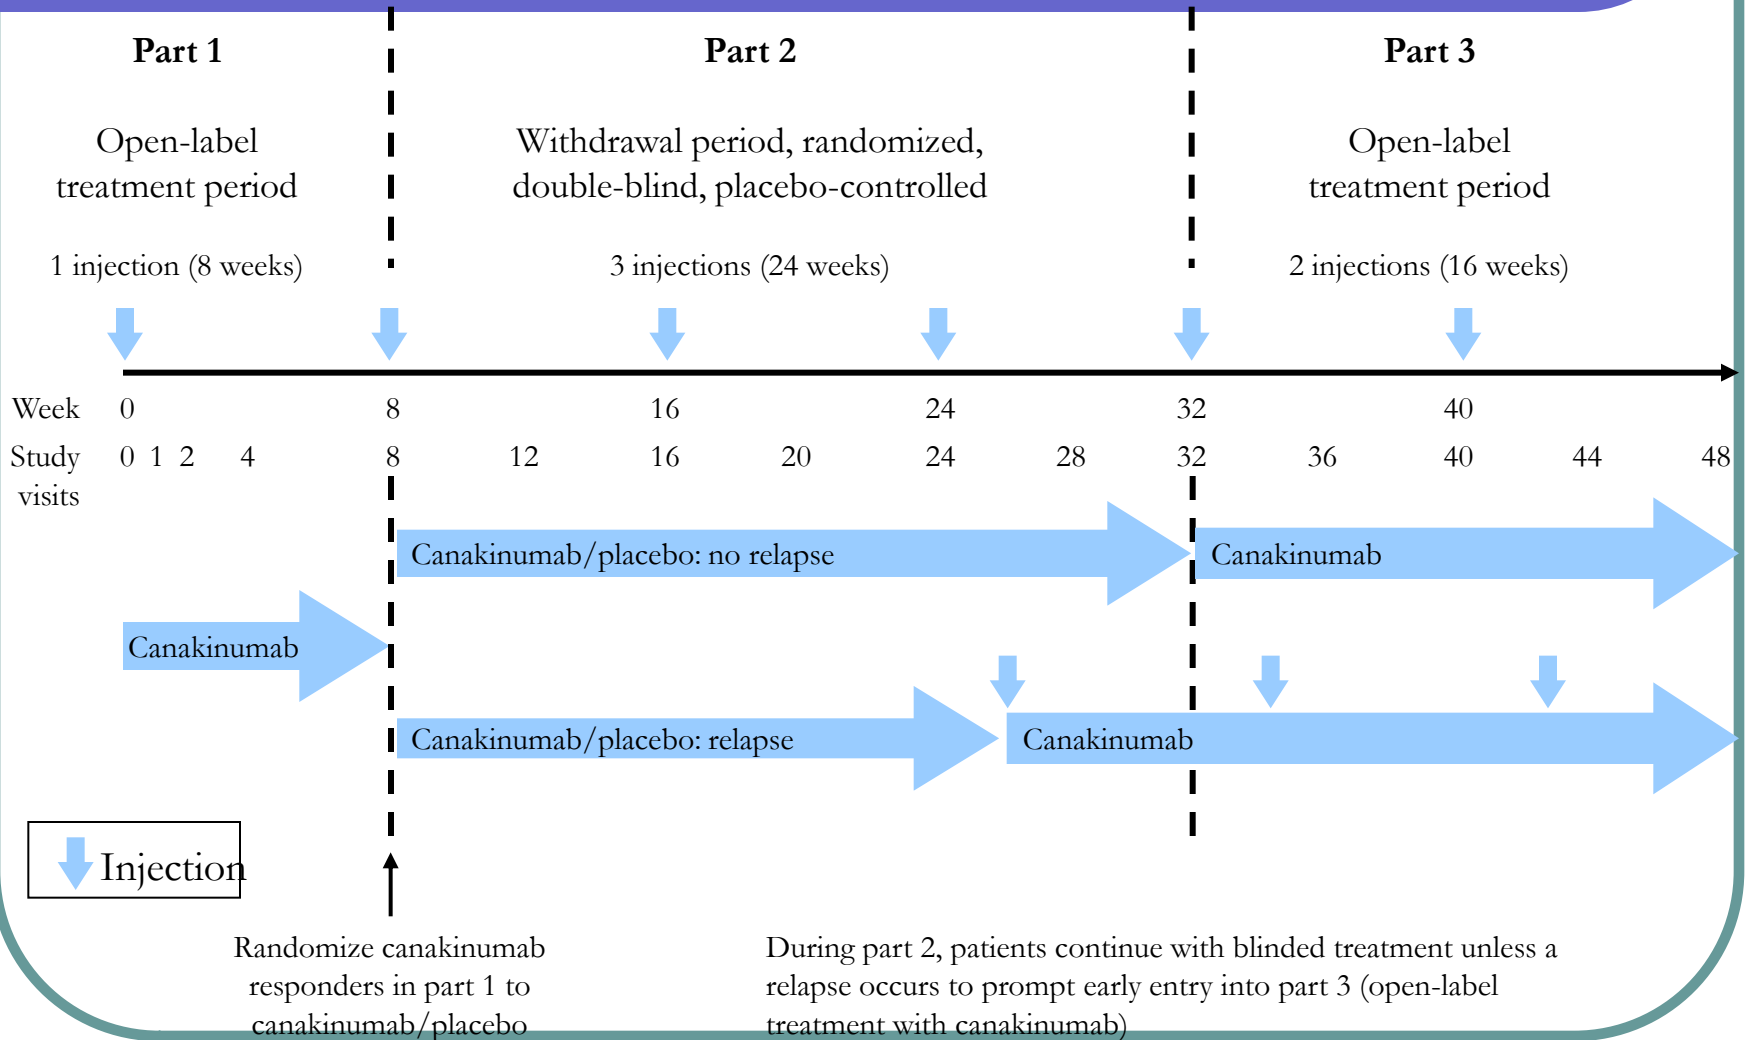 Part 1
Part 2
Part 3
Open-label
treatment period
Withdrawal period, randomized,
double-blind, placebo-controlled
Open-label
treatment period
1 injection (8 weeks)
3 injections (24 weeks)
2 injections (16 weeks)
Week 0 8 16 24 32 40
Study 0 1 2 4 8 12 16 20 24 28 32 36 40 44 48
visits
Canakinumab/placebo: no relapse
Canakinumab
Canakinumab
Canakinumab/placebo: relapse
Canakinumab
Injection
Randomize canakinumab
responders in part 1 to
canakinumab/placebo
During part 2, patients continue with blinded treatment unless a
relapse occurs to prompt early entry into part 3 (open-label
treatment with canakinumab)